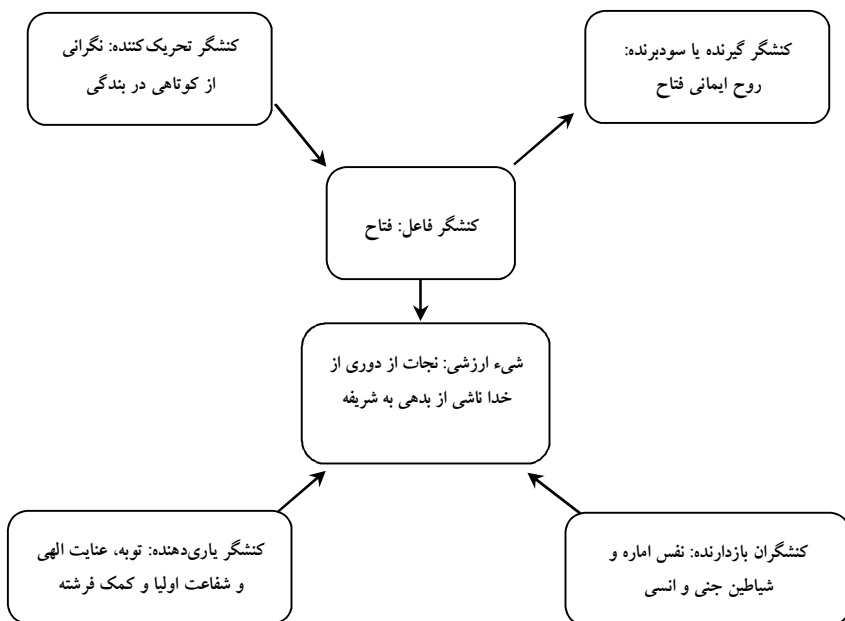 کنشگر گیرنده یا سودبرنده:
روح ایمانی فتاح
کنشگر تحریک‌کننده: نگرانی
از کوتاهی در بندگی
کنشگر فاعل: فتاح
شیء ارزشی: نجات از دوری از
خدا ناشی از بدهی به شریفه
کنشگران بازدارنده: نفس اماره و
شیاطین جنی و انسی
کنشگر یاری‌دهنده: توبه، عنایت الهی
و شفاعت اولیا و کمک فرشته